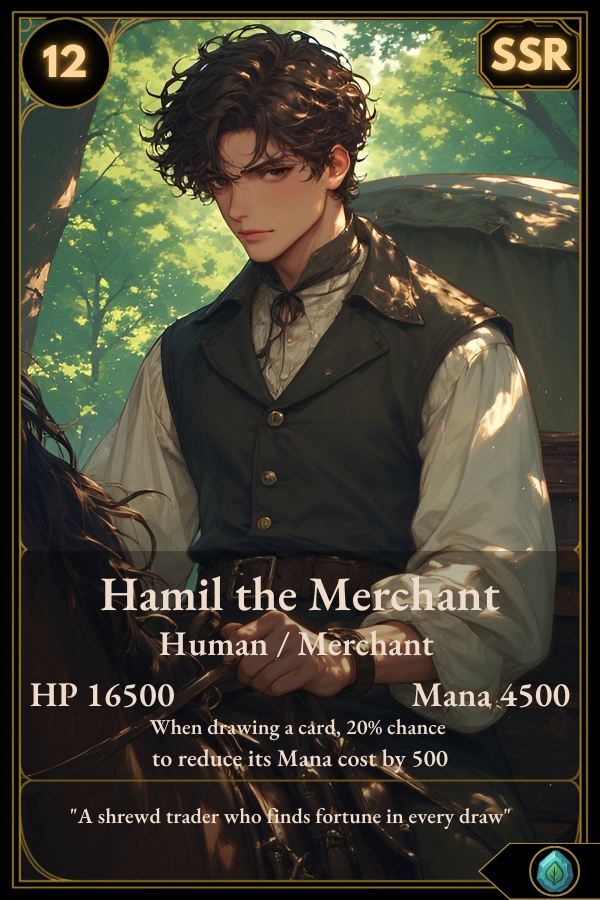 12
SSR
Hamil the Merchant
Human / Merchant
HP 16500
Mana 4500
When drawing a card, 20% chance
to reduce its Mana cost by 500
"A shrewd trader who finds fortune in every draw"